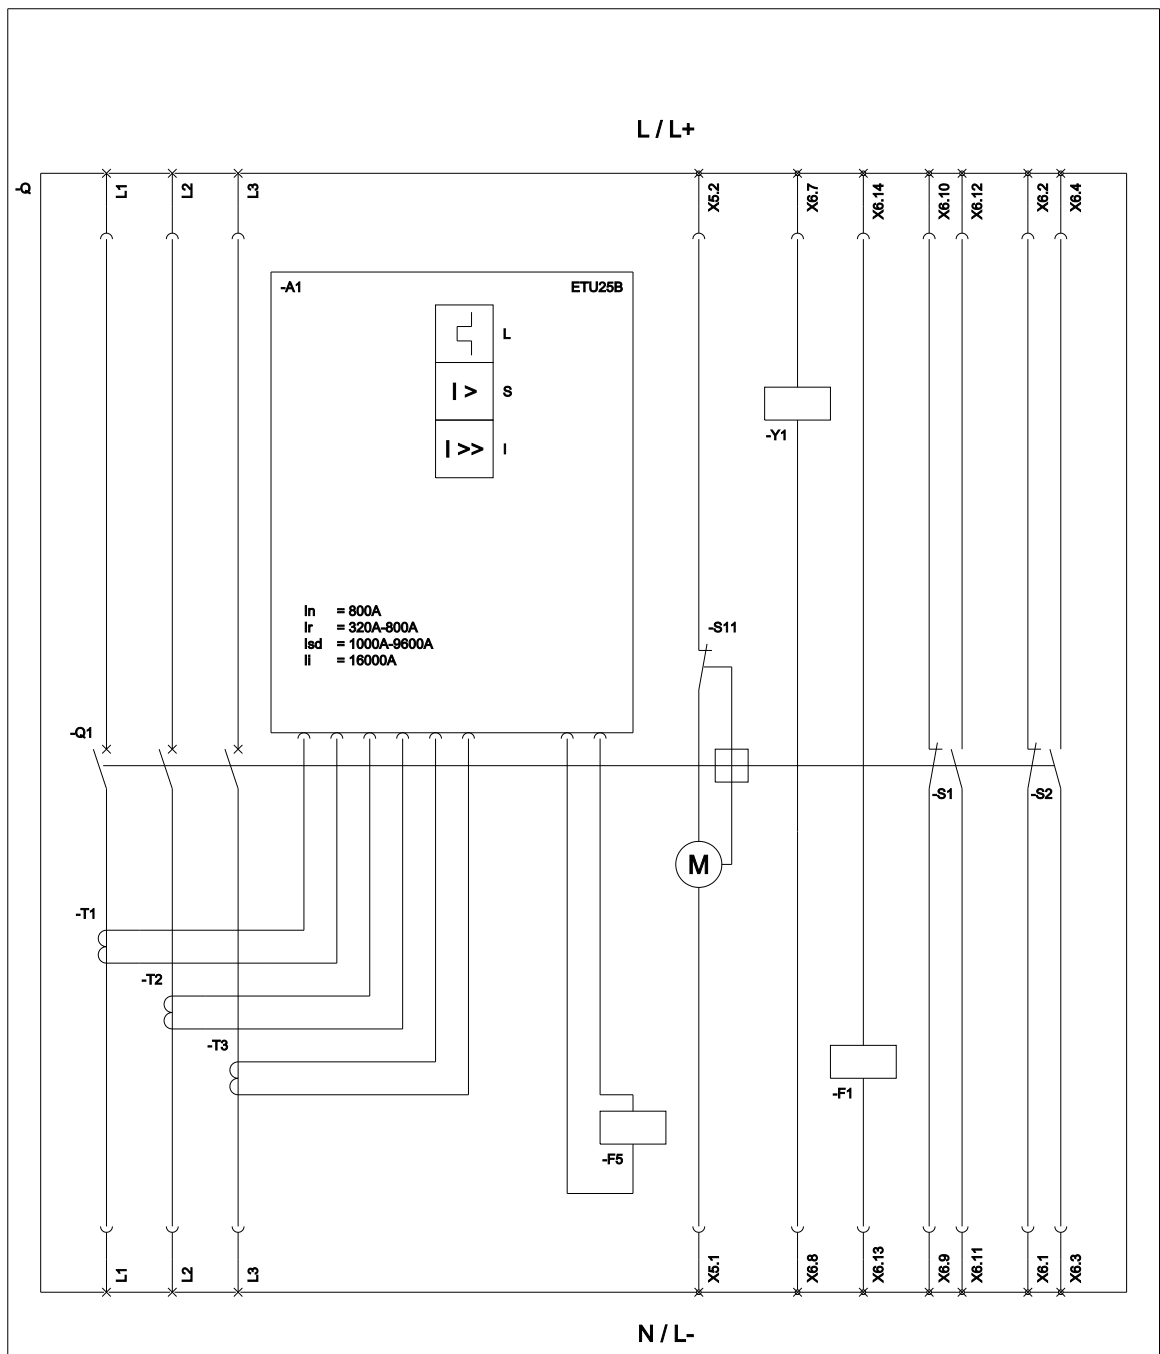 L / L+
-Q
L1
L2
L3
X5.2
X6.7
X6.14
X6.10
X6.12
X6.2
X6.4
-A1 ETU25B
L
I > S
I >> I
-Y1
In = 800A
Ir = 320A-800A
Isd = 1000A-9600A
Ii = 16000A
-S11
-Q1
-S1
-S2
M
-T1
-T2
-T3
-F1
-F5
L1
L2
L3
X5.1
X6.8
X6.13
X6.9
X6.11
X6.1
X6.3
N / L-